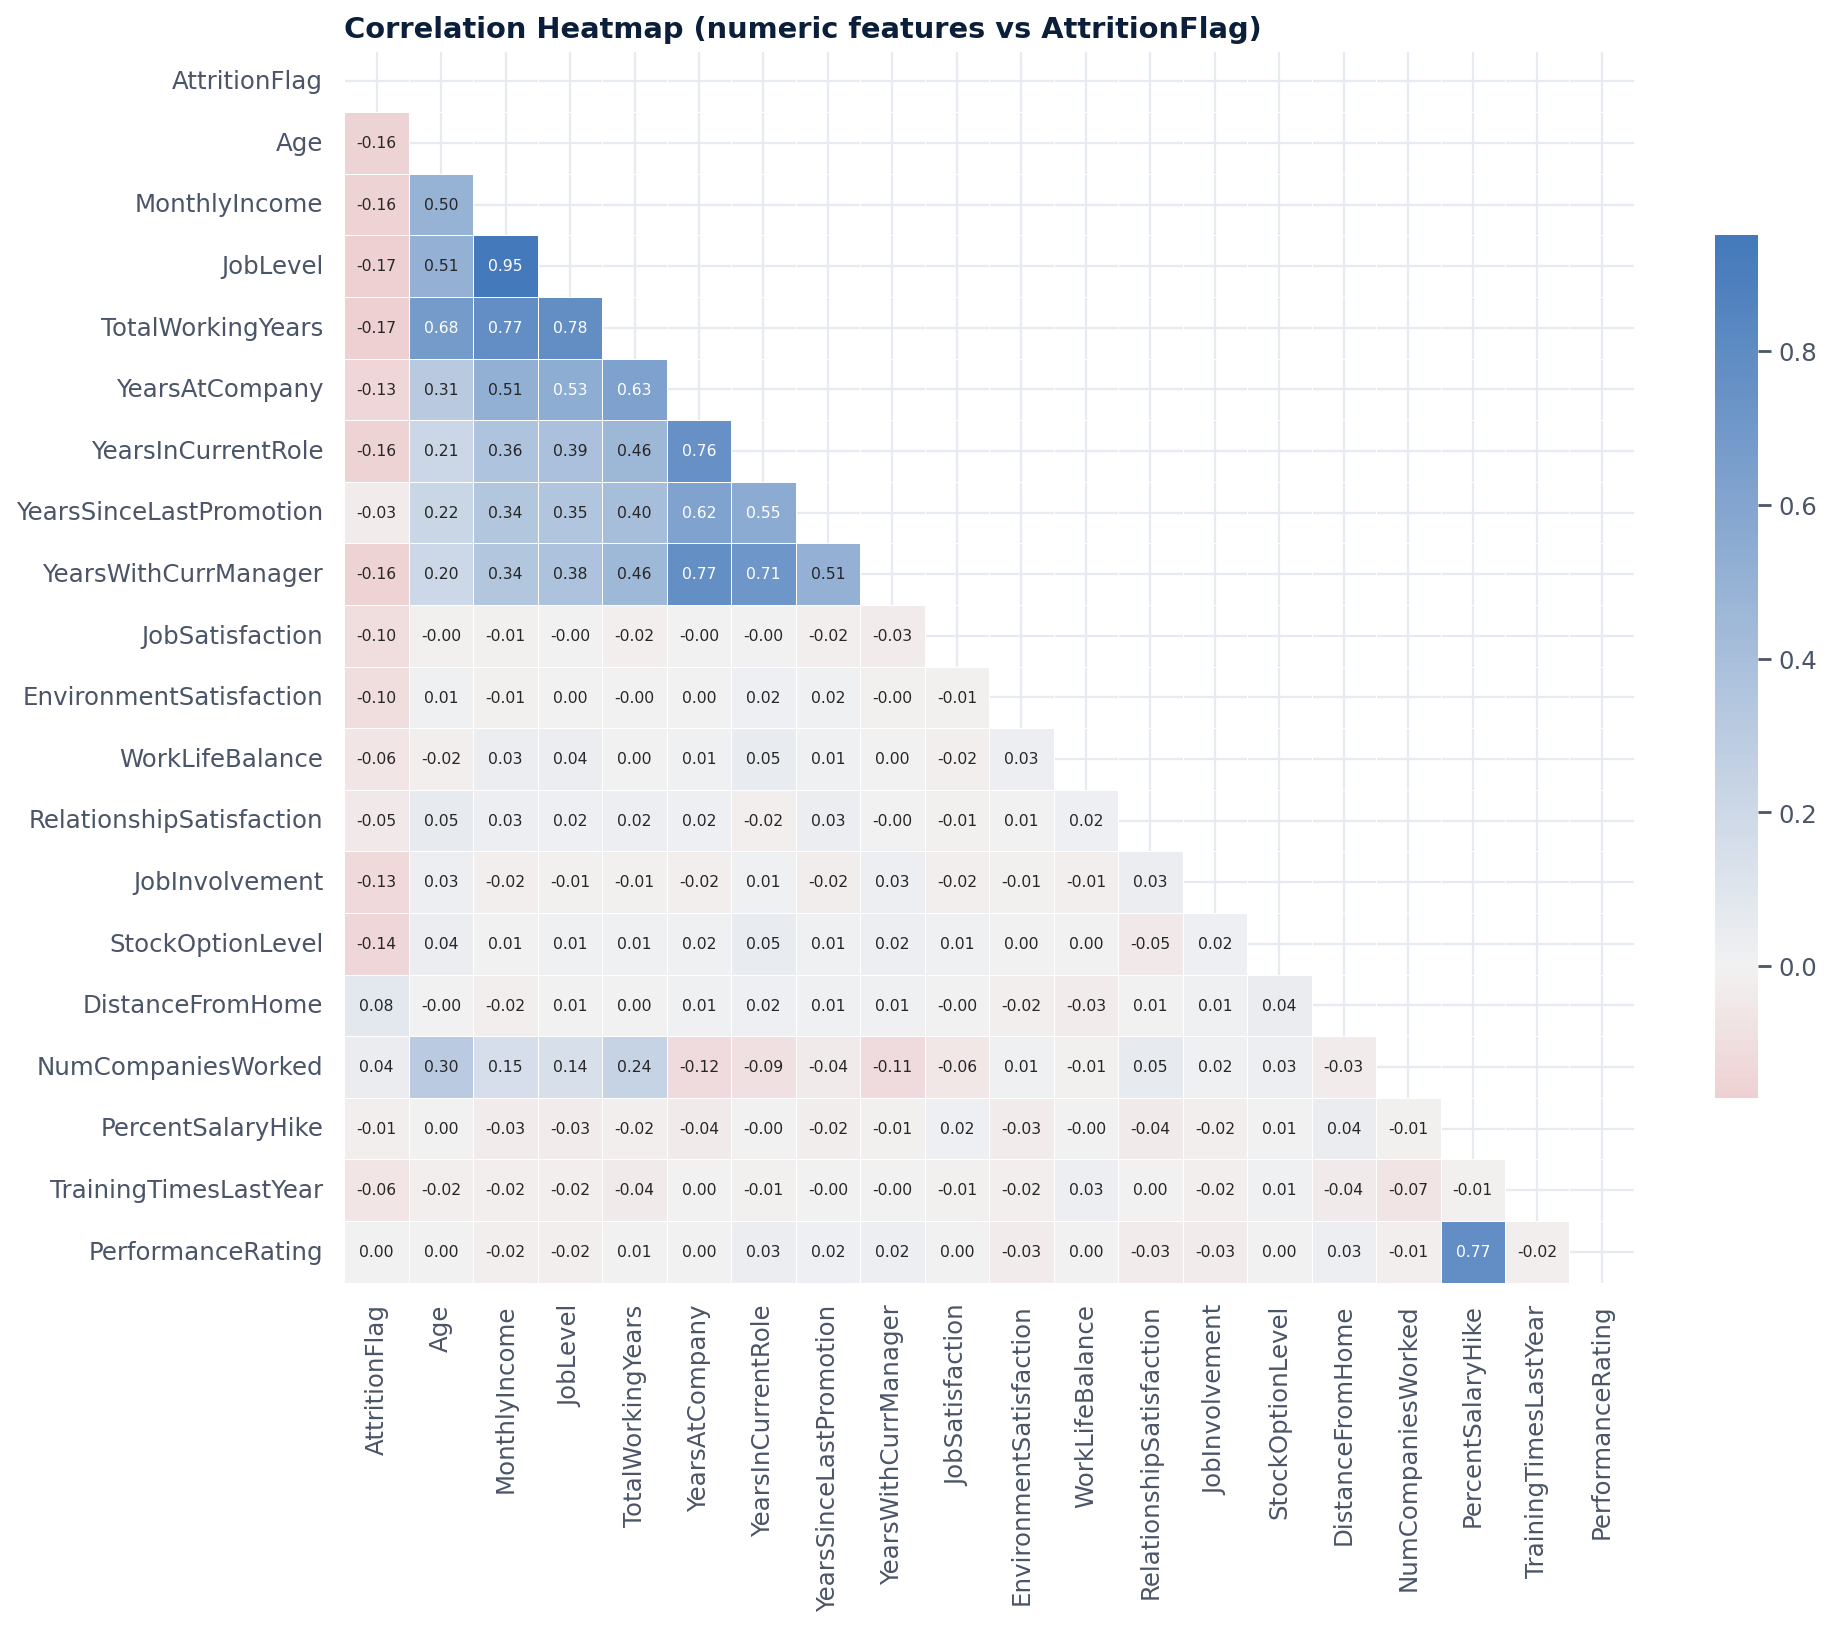 Correlation Heatmap (numeric features vs AttritionFlag)
AttritionFlag
Age -0.16
MonthlyIncome -0.16 0.50
JobLevel -0.17 0.51 0.95
TotalWorkingYears -0.17 0.68 0.77 0.78
YearsAtCompany -0.13 0.31 0.51 0.53 0.63
YearsInCurrentRole -0.16 0.21 0.36 0.39 0.46 0.76
YearsSinceLastPromotion -0.03 0.22 0.34 0.35 0.40 0.62 0.55
YearsWithCurrManager -0.16 0.20 0.34 0.38 0.46 0.77 0.71 0.51
JobSatisfaction -0.10 -0.00 -0.01 -0.00 -0.02 -0.00 -0.00 -0.02 -0.03
EnvironmentSatisfaction -0.10 0.01 -0.01 0.00 -0.00 0.00 0.02 0.02 -0.00 -0.01
WorkLifeBalance -0.06 -0.02 0.03 0.04 0.00 0.01 0.05 0.01 0.00 -0.02 0.03
RelationshipSatisfaction -0.05 0.05 0.03 0.02 0.02 0.02 -0.02 0.03 -0.00 -0.01 0.01 0.02
JobInvolvement -0.13 0.03 -0.02 -0.01 -0.01 -0.02 0.01 -0.02 0.03 -0.02 -0.01 -0.01 0.03
StockOptionLevel -0.14 0.04 0.01 0.01 0.01 0.02 0.05 0.01 0.02 0.01 0.00 0.00 -0.05 0.02
DistanceFromHome 0.08 -0.00 -0.02 0.01 0.00 0.01 0.02 0.01 0.01 -0.00 -0.02 -0.03 0.01 0.01 0.04
NumCompaniesWorked 0.04 0.30 0.15 0.14 0.24 -0.12 -0.09 -0.04 -0.11 -0.06 0.01 -0.01 0.05 0.02 0.03 -0.03
PercentSalaryHike -0.01 0.00 -0.03 -0.03 -0.02 -0.04 -0.00 -0.02 -0.01 0.02 -0.03 -0.00 -0.04 -0.02 0.01 0.04 -0.01
TrainingTimesLastYear -0.06 -0.02 -0.02 -0.02 -0.04 0.00 -0.01 -0.00 -0.00 -0.01 -0.02 0.03 0.00 -0.02 0.01 -0.04 -0.07 -0.01
PerformanceRating 0.00 0.00 -0.02 -0.02 0.01 0.00 0.03 0.02 0.02 0.00 -0.03 0.00 -0.03 -0.03 0.00 0.03 -0.01 0.77 -0.02
AttritionFlag
Age
MonthlyIncome
JobLevel
TotalWorkingYears
YearsAtCompany
YearsInCurrentRole
YearsSinceLastPromotion
YearsWithCurrManager
JobSatisfaction
EnvironmentSatisfaction
WorkLifeBalance
RelationshipSatisfaction
JobInvolvement
StockOptionLevel
DistanceFromHome
NumCompaniesWorked
PercentSalaryHike
TrainingTimesLastYear
PerformanceRating
0.8
0.6
0.4
0.2
0.0